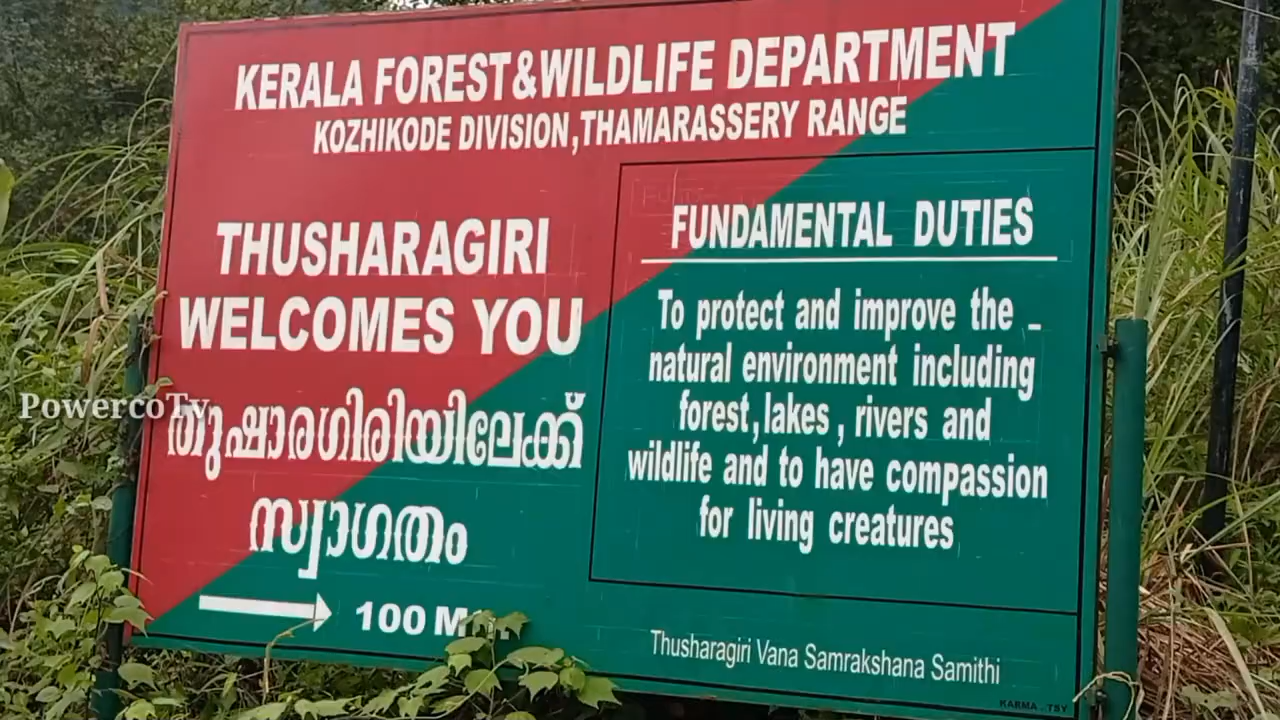 KERALA FOREST&WILDLIFE DEPARTMENT
KOZHIKODE DIVISION,THAMARASSERY RANGE
THUSHARAGIRI
WELCOMES YOU
തുഷാരഗിരിയിലേക്ക്
സ്വാഗതം
100 M
FUNDAMENTAL DUTIES
To protect and improve the _
natural environment including
forest,lakes , rivers and
wildlife and to have compassion
for living creatures
Thusharagiri Vana Samrakshana Samithi
KARMA . TSY
PowercoTv